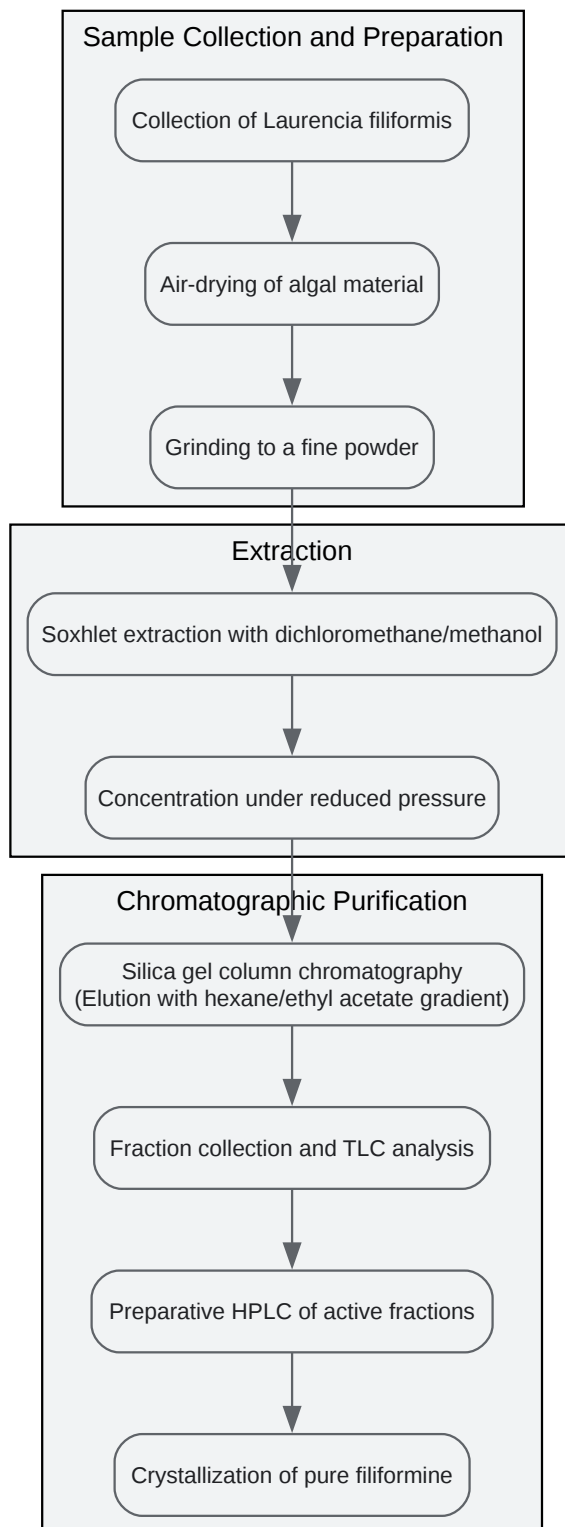 Sample Collection and Preparation
Collection of Laurencia filiformis
Air-drying of algal material
Grinding to a fine powder
Extraction
Soxhlet extraction with dichloromethane/methanol
Concentration under reduced pressure
Chromatographic Purification
Silica gel column chromatography
(Elution with hexane/ethyl acetate gradient)
Fraction collection and TLC analysis
Preparative HPLC of active fractions
Crystallization of pure filiformine